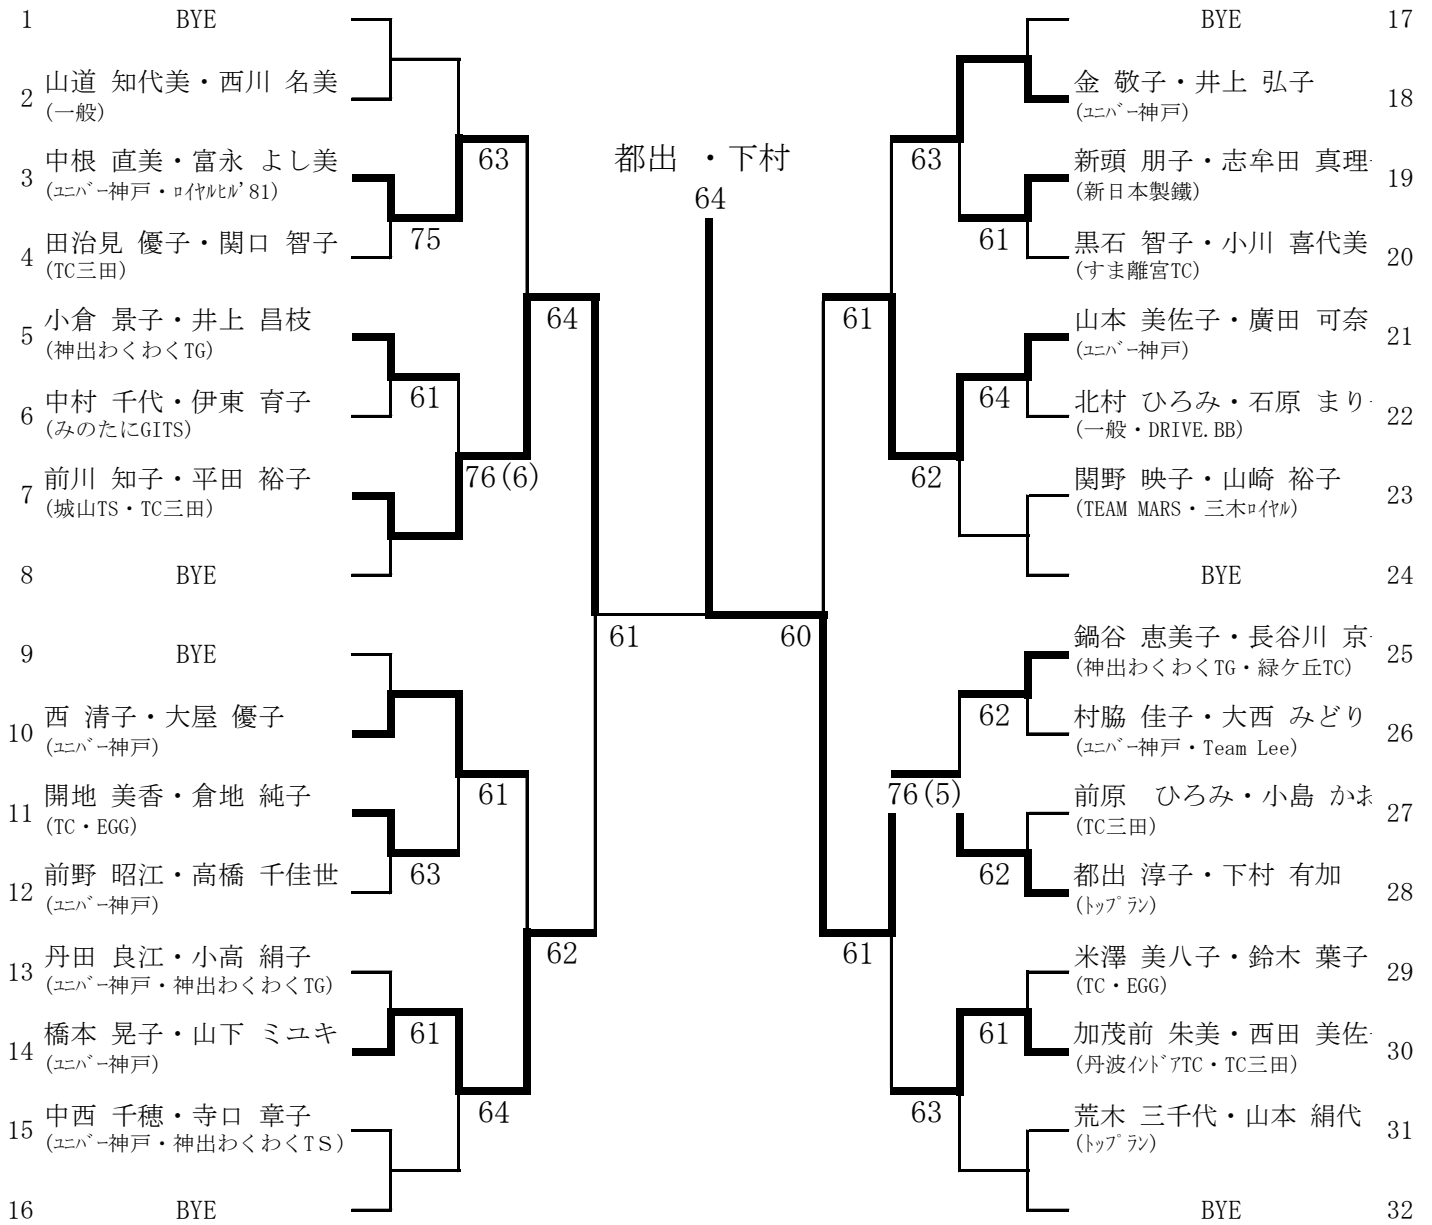 1 BYE
2 山道 知代美・西川 名美
(一般)
3 中根 直美・富永 よし美
(ユニバー神戸・ロイヤルヒル'81)
4 田治見 優子・関口 智子
(TC三田)
5 小倉 景子・井上 昌枝
(神出わくわくTG)
6 中村 千代・伊東 育子
(みのたにGITS)
7 前川 知子・平田 裕子
(城山TS・TC三田)
8 BYE
9 BYE
10 西 清子・大屋 優子
(ユニバー神戸)
11 開地 美香・倉地 純子
(TC・EGG)
12 前野 昭江・高橋 千佳世
(ユニバー神戸)
13 丹田 良江・小高 絹子
(ユニバー神戸・神出わくわくTG)
14 橋本 晃子・山下 ミユキ
(ユニバー神戸)
15 中西 千穂・寺口 章子
(ユニバー神戸・神出わくわくTS)
16 BYE
63
75
64
61
76(6)
61
61
63
62
61
64
都出 ・下村
64
60
63
61
61
64
62
62
76(5)
62
61
61
63
BYE 17
金 敬子・井上 弘子 18
(ユニバー神戸)
新頭 朋子・志牟田 真理 19
(新日本製鐵)
黒石 智子・小川 喜代美 20
(すま離宮TC)
山本 美佐子・廣田 可奈 21
(ユニバー神戸)
北村 ひろみ・石原 まり 22
(一般・DRIVE.BB)
関野 映子・山崎 裕子 23
(TEAM MARS・三木ロイヤル)
BYE 24
鍋谷 恵美子・長谷川 京 25
(神出わくわくTG・緑ケ丘TC)
村脇 佳子・大西 みどり 26
(ユニバー神戸・Team Lee)
前原 ひろみ・小島 かお 27
(TC三田)
都出 淳子・下村 有加 28
(トップラン)
米澤 美八子・鈴木 葉子 29
(TC・EGG)
加茂前 朱美・西田 美佐 30
(丹波インドアTC・TC三田)
荒木 三千代・山本 絹代 31
(トップラン)
BYE 32